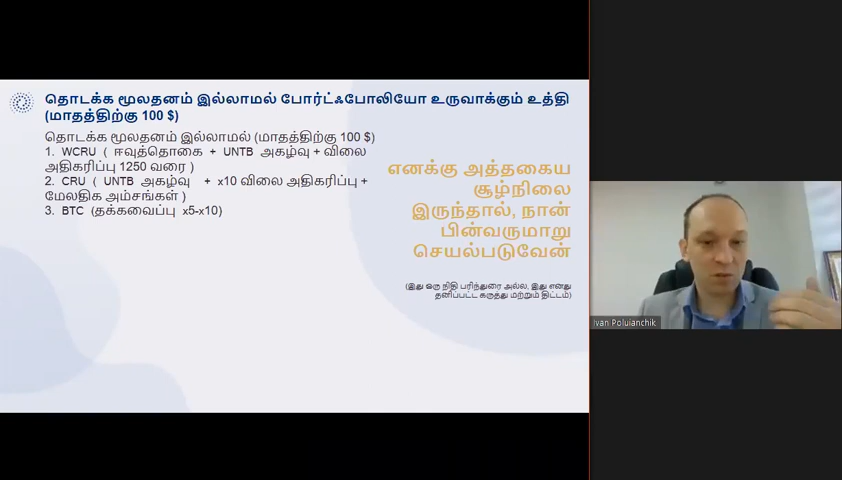 தொடக்க மூலதனம் இல்லாமல் போர்ட்ஃபோலியோ உருவாக்கும் உத்தி
(மாதத்திற்கு 100 $)
தொடக்க மூலதனம் இல்லாமல் (மாதத்திற்கு 100 $)
1. WCRU ( ஈவுத்தொகை + UNTB அகழ்வு + விலை
அதிகரிப்பு 1250 வரை )
2. CRU ( UNTB அகழ்வு + x10 விலை அதிகரிப்பு +
மேலதிக அம்சங்கள் )
3. BTC (தக்கவைப்பு x5-x10)
எனக்கு அத்தகைய
சூழ்நிலை
இருந்தால், நான்
பின்வருமாறு
செயல்படுவேன்
(இது ஒரு நிதி பரிந்துரை அல்ல, இது எனது
தனிப்பட்ட கருத்து மற்றும் திட்டம்)
Ivan Poluianchik